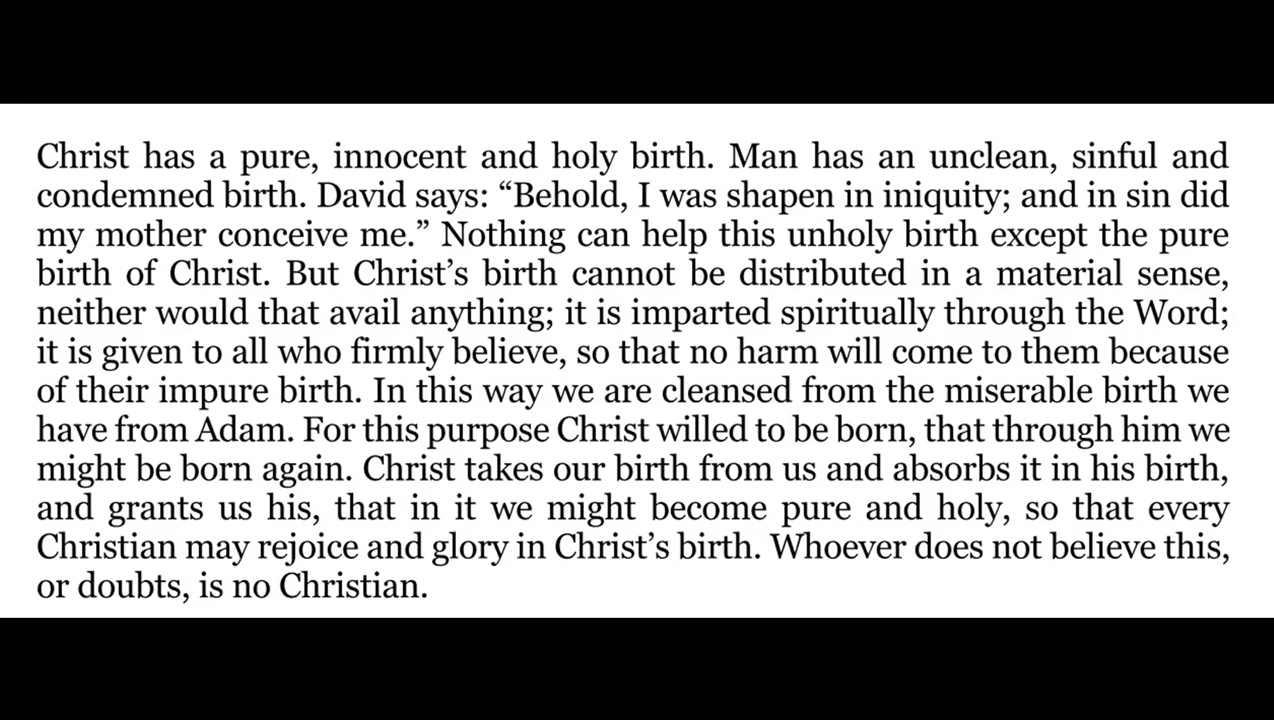 Christ has a pure, innocent and holy birth. Man has an unclean, sinful and
condemned birth. David says: “Behold, I was shapen in iniquity; and in sin did
my mother conceive me.” Nothing can help this unholy birth except the pure
birth of Christ. But Christ’s birth cannot be distributed in a material sense,
neither would that avail anything; it is imparted spiritually through the Word;
it is given to all who firmly believe, so that no harm will come to them because
of their impure birth. In this way we are cleansed from the miserable birth we
have from Adam. For this purpose Christ willed to be born, that through him we
might be born again. Christ takes our birth from us and absorbs it in his birth,
and grants us his, that in it we might become pure and holy, so that every
Christian may rejoice and glory in Christ’s birth. Whoever does not believe this,
or doubts, is no Christian.